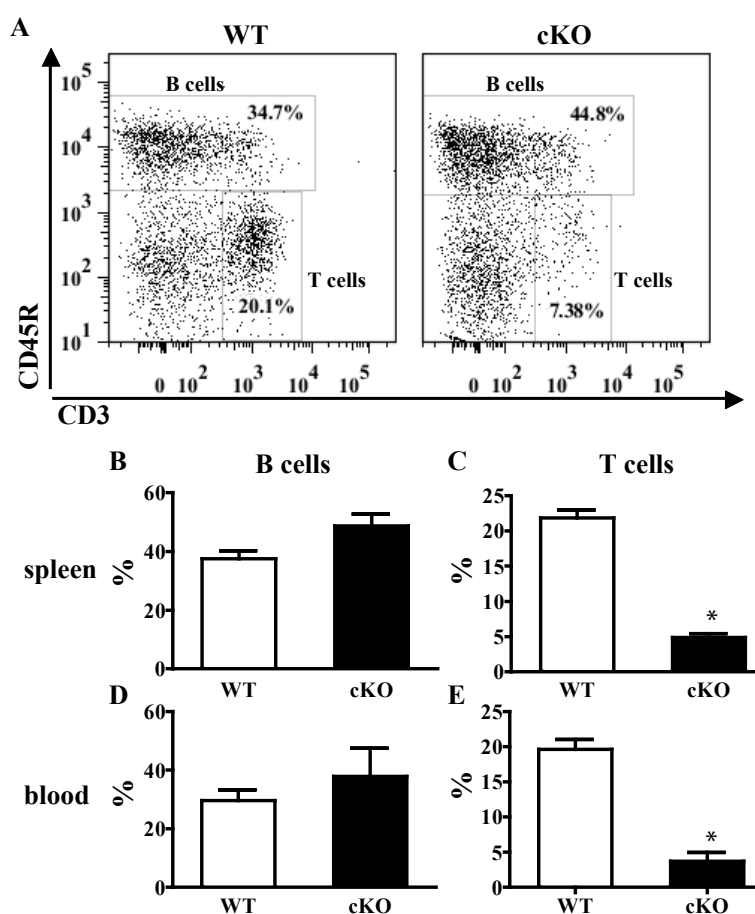 A
WT
cKO
B cells
34.7%
B cells
44.8%
T cells
20.1%
T cells
7.38%
10^5
10^4
10^3
10^2
10^1
CD45R
0 10^2 10^3 10^4 10^5
0 10^2 10^3 10^4 10^5
CD3
B
B cells
C
T cells
spleen
%
60
40
20
0
WT
cKO
%
25
20
15
10
5
0
*
WT
cKO
D
E
blood
%
60
40
20
0
WT
cKO
%
25
20
15
10
5
0
*
WT
cKO